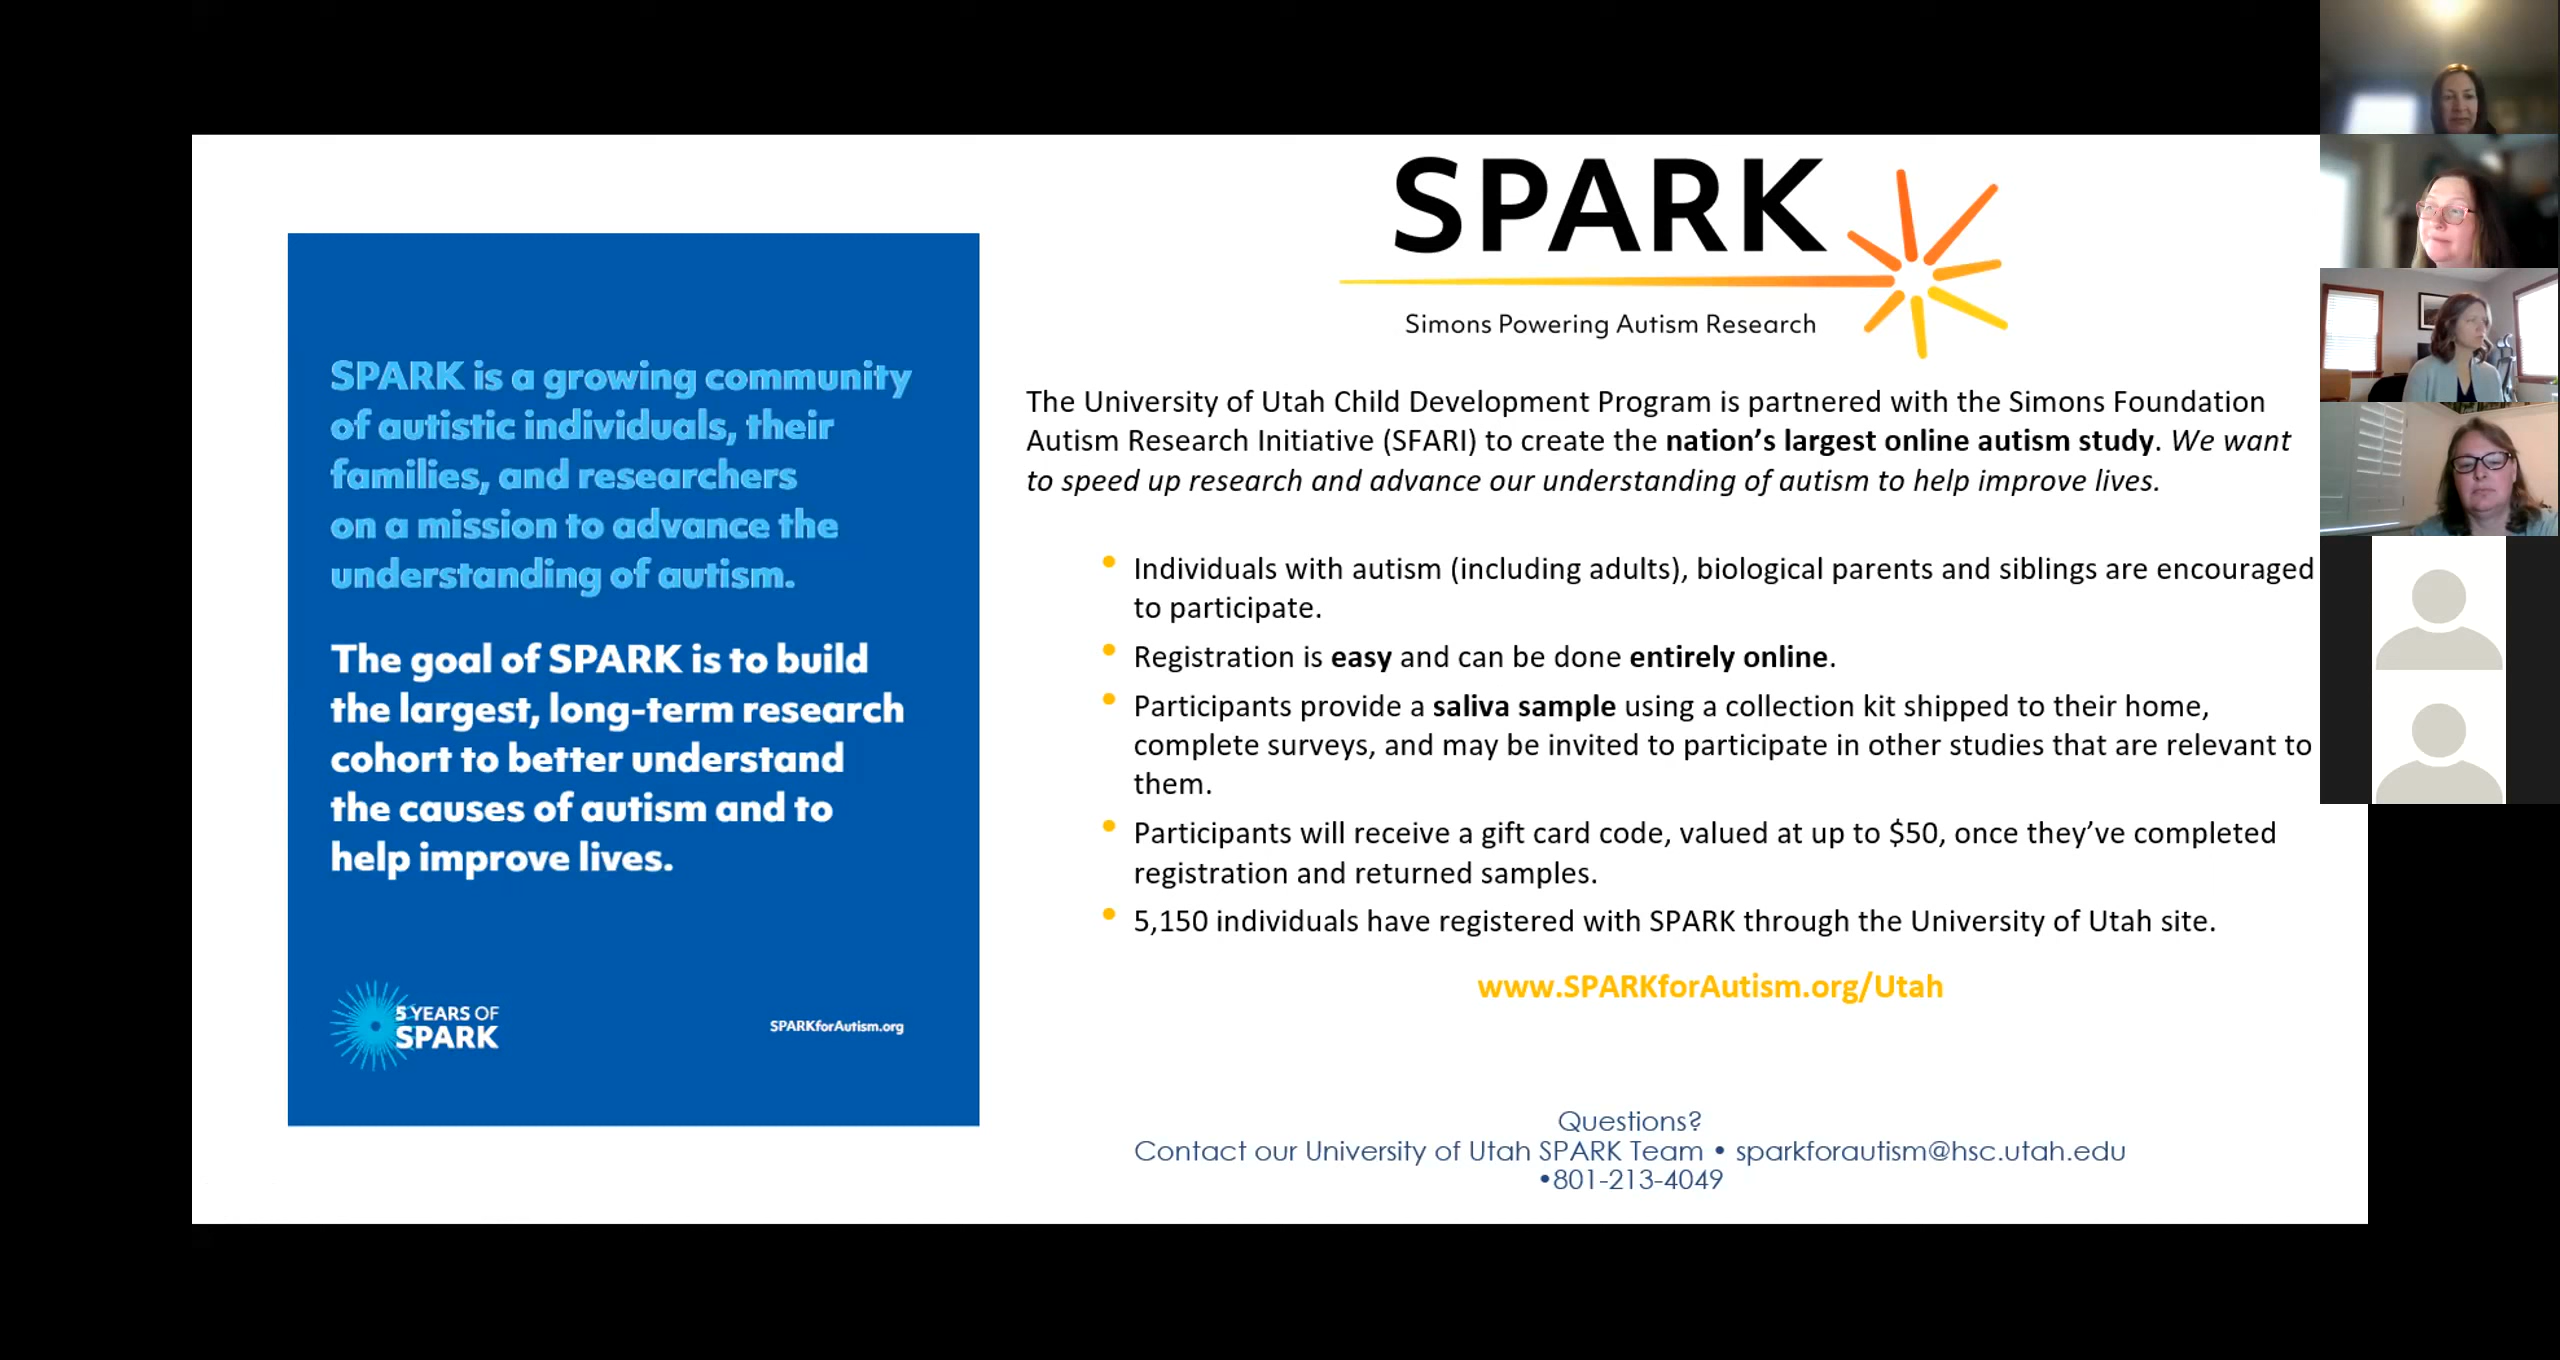 SPARK is a growing community
of autistic individuals, their
families, and researchers
on a mission to advance the
understanding of autism.
The goal of SPARK is to build
the largest, long-term research
cohort to better understand
the causes of autism and to
help improve lives.
5 YEARS OF
SPARK
SPARKforAutism.org
SPARK
Simons Powering Autism Research
The University of Utah Child Development Program is partnered with the Simons Foundation
Autism Research Initiative (SFARI) to create the nation’s largest online autism study. We want
to speed up research and advance our understanding of autism to help improve lives.
• Individuals with autism (including adults), biological parents and siblings are encouraged
to participate.
• Registration is easy and can be done entirely online.
• Participants provide a saliva sample using a collection kit shipped to their home,
complete surveys, and may be invited to participate in other studies that are relevant to
them.
• Participants will receive a gift card code, valued at up to $50, once they’ve completed
registration and returned samples.
• 5,150 individuals have registered with SPARK through the University of Utah site.
www.SPARKforAutism.org/Utah
Questions?
Contact our University of Utah SPARK Team • sparkforautism@hsc.utah.edu
•801-213-4049